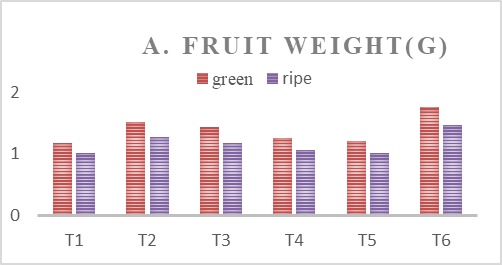 A. FRUIT WEIGHT(G)
green ripe
2
1
0
T1 T2 T3 T4 T5 T6